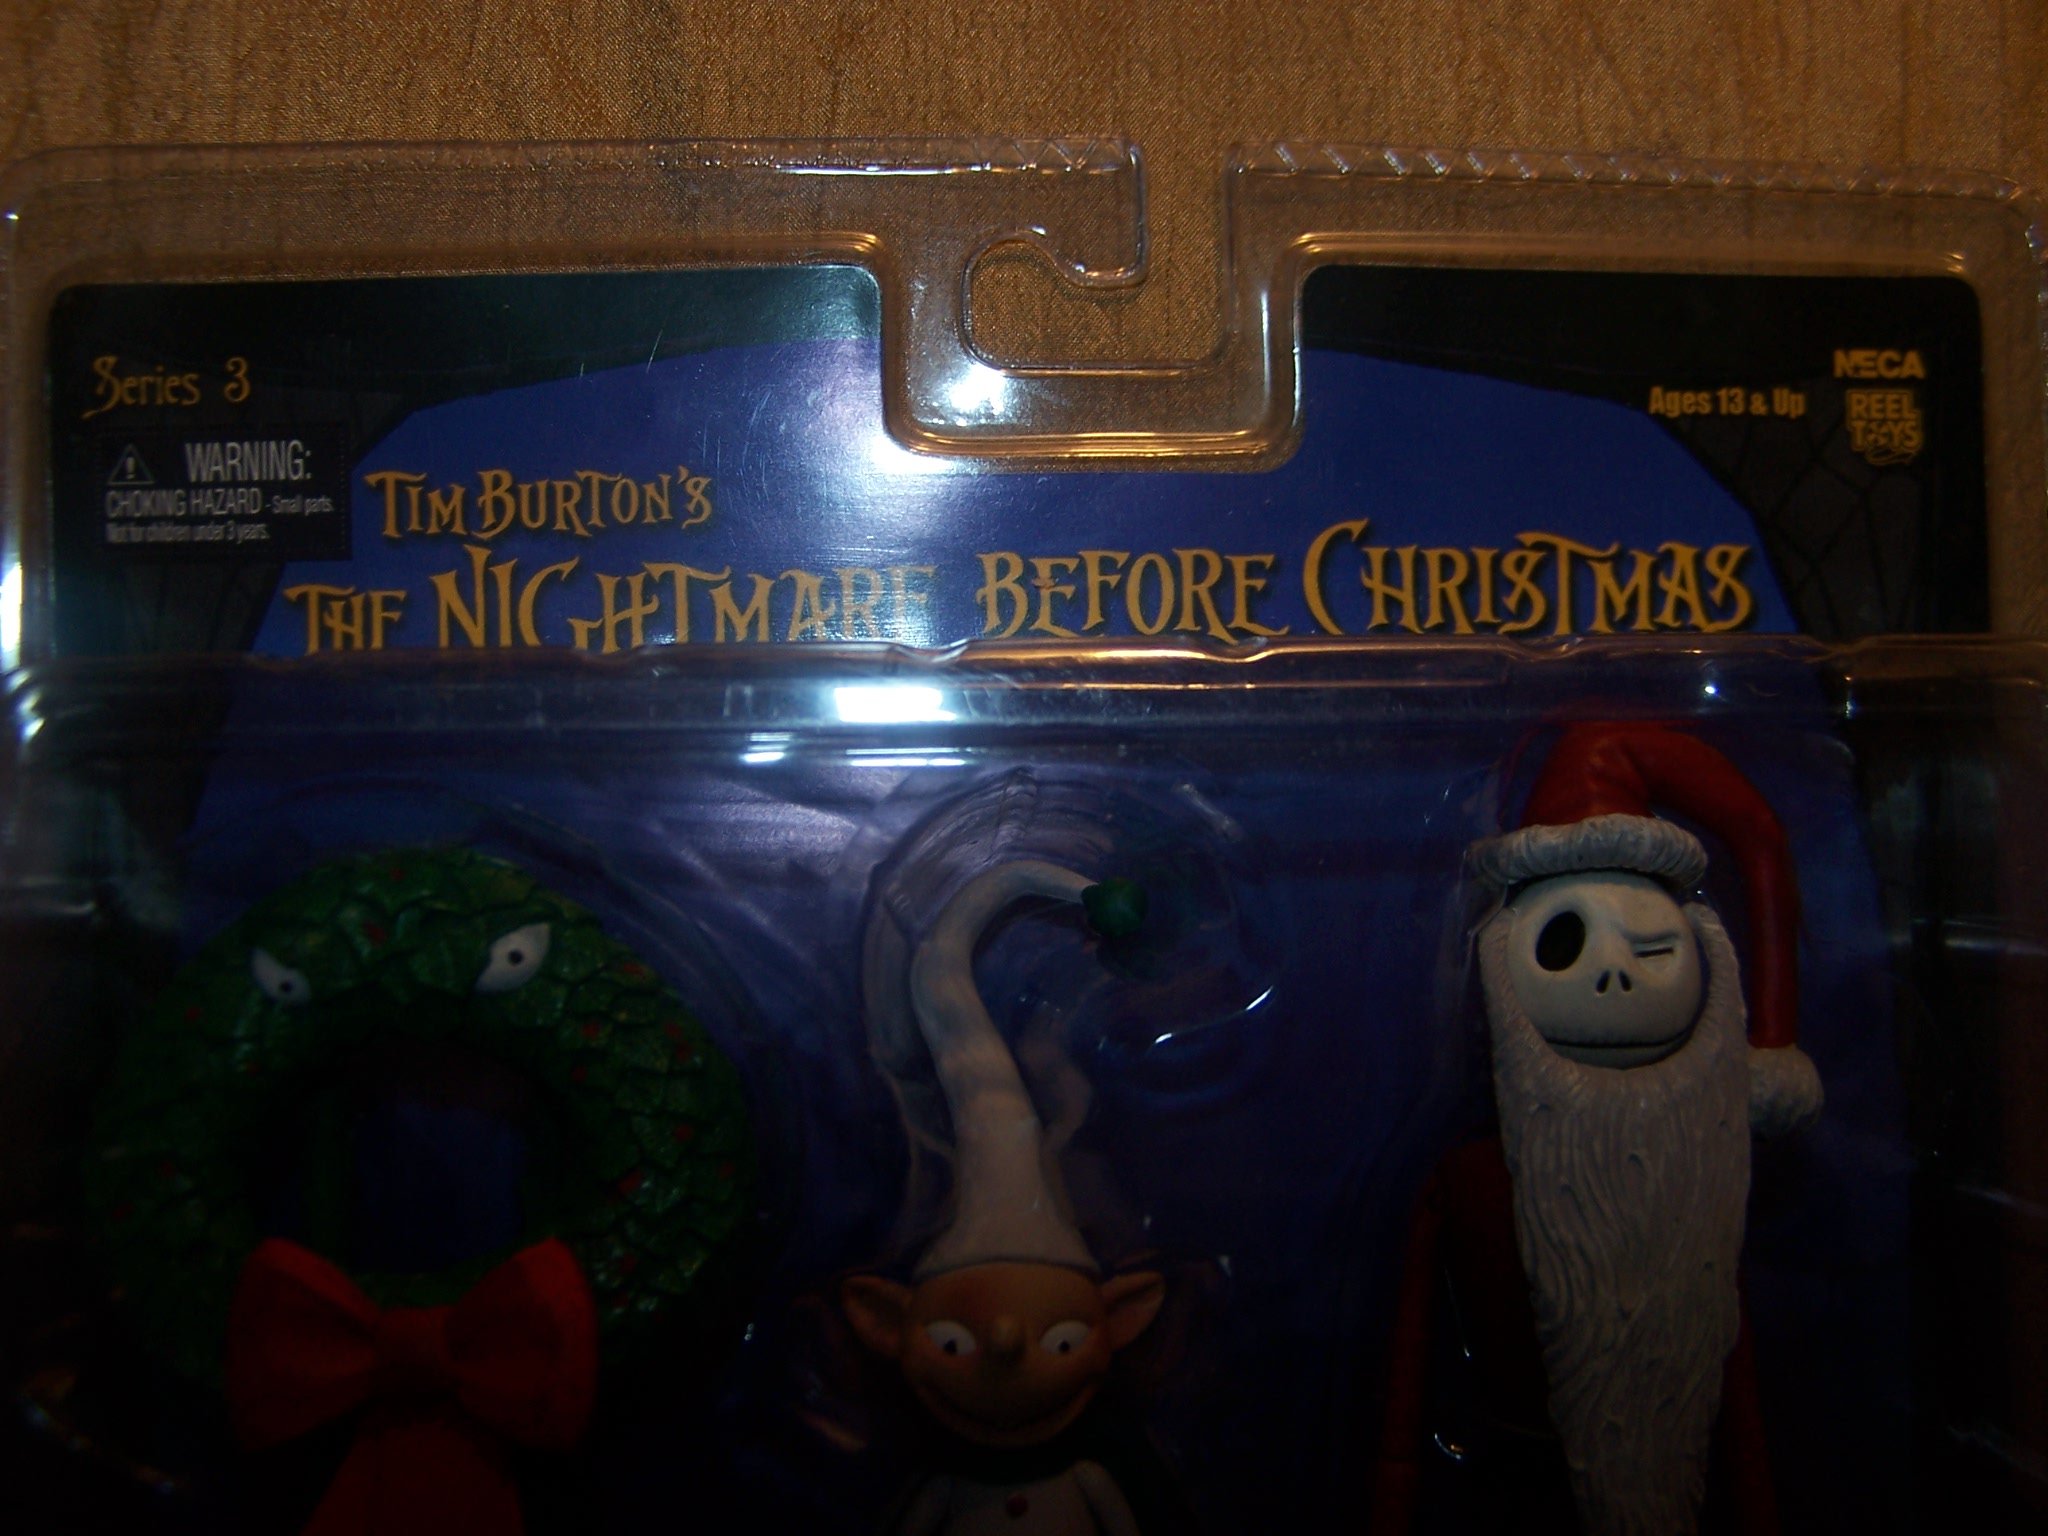 Series 3
WARNING:
CHOKING HAZARD - Small parts.
Not for children under 3 years.
NECA
Ages 13 & Up
REEL
TOYS
TIM BURTON'S
THE NIGHTMARE BEFORE CHRISTMAS